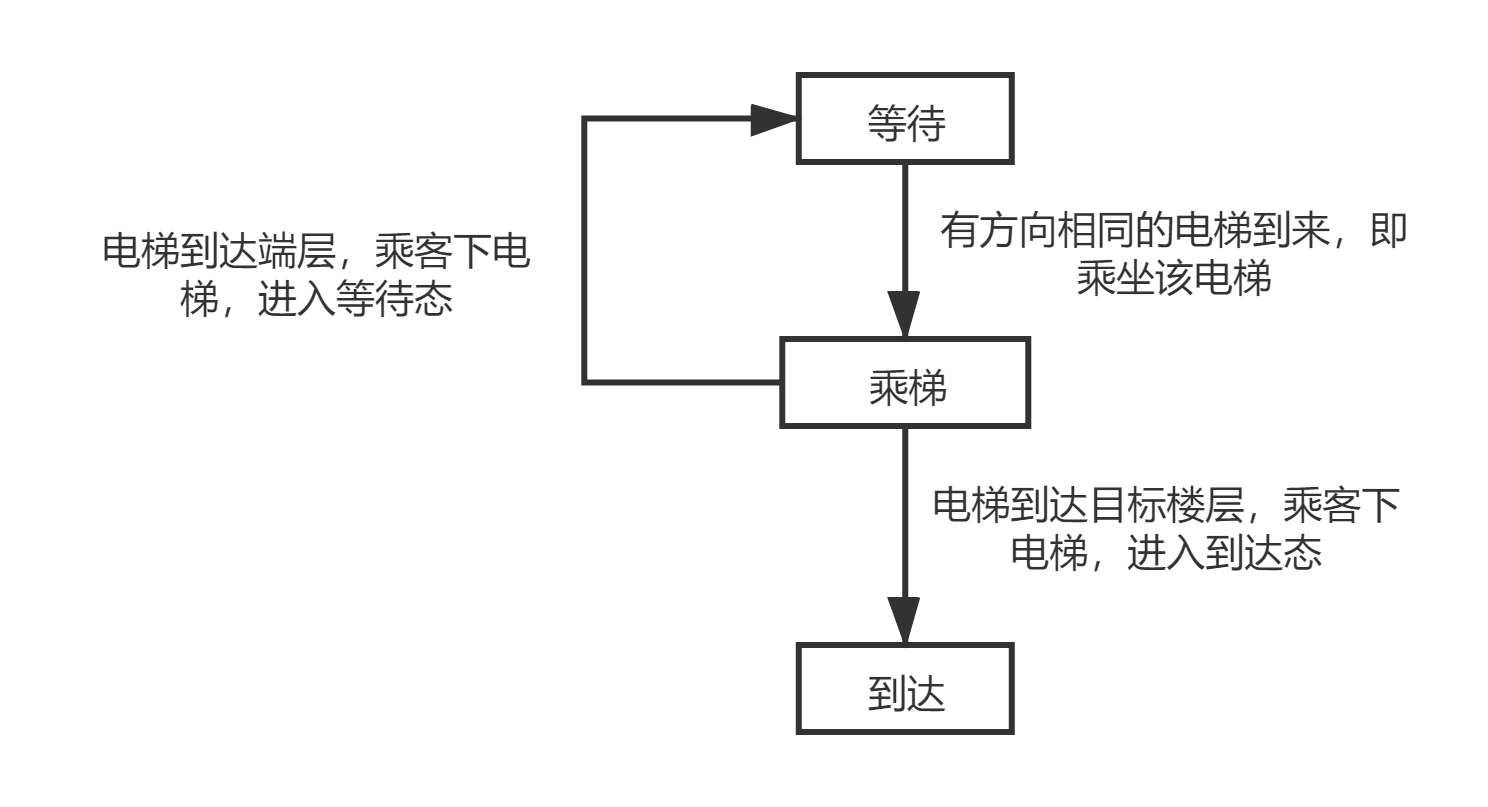 等待
有方向相同的电梯到来，即
乘坐该电梯
电梯到达端层，乘客下电
梯，进入等待态
乘梯
电梯到达目标楼层，乘客下
电梯，进入到达态
到达